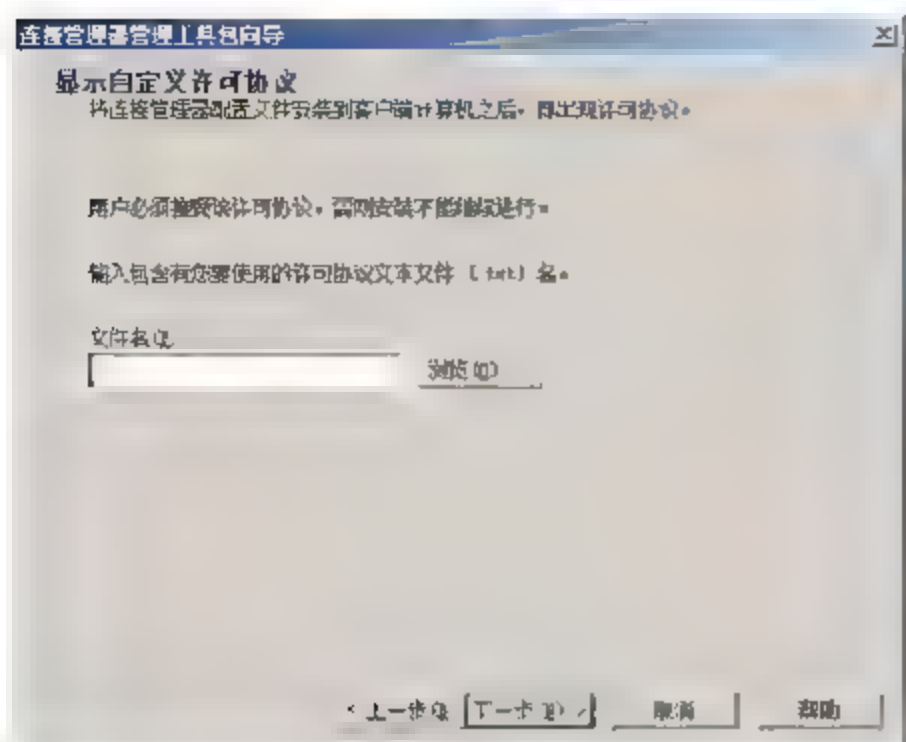 连接管理器管理工具包向导
显示自定义许可协议
将连接管理器配置文件安装到客户端计算机之后，即出现许可协议。
用户必须接受该许可协议，否则安装不能继续进行。
输入包含有您要使用的许可协议文本文件 (.txt) 名。
文件名
浏览
< 上一步 下一步 > 取消 帮助